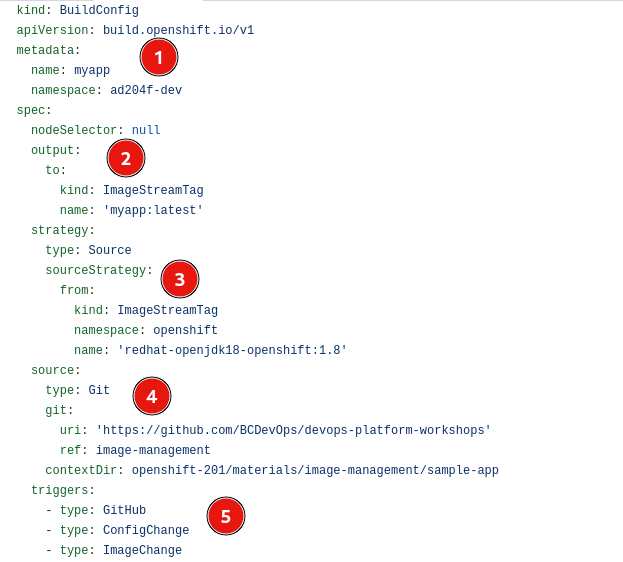 kind: BuildConfig
apiVersion: build.openshift.io/v1
metadata:
1
  name: myapp
  namespace: ad204f-dev
spec:
  nodeSelector: null
  output:
2
    to:
      kind: ImageStreamTag
      name: 'myapp:latest'
  strategy:
    type: Source
    sourceStrategy:
3
      from:
        kind: ImageStreamTag
        namespace: openshift
        name: 'redhat-openjdk18-openshift:1.8'
  source:
    type: Git
4
    git:
      uri: 'https://github.com/BCDevOps/devops-platform-workshops'
      ref: image-management
    contextDir: openshift-201/materials/image-management/sample-app
  triggers:
    - type: GitHub
5
    - type: ConfigChange
    - type: ImageChange